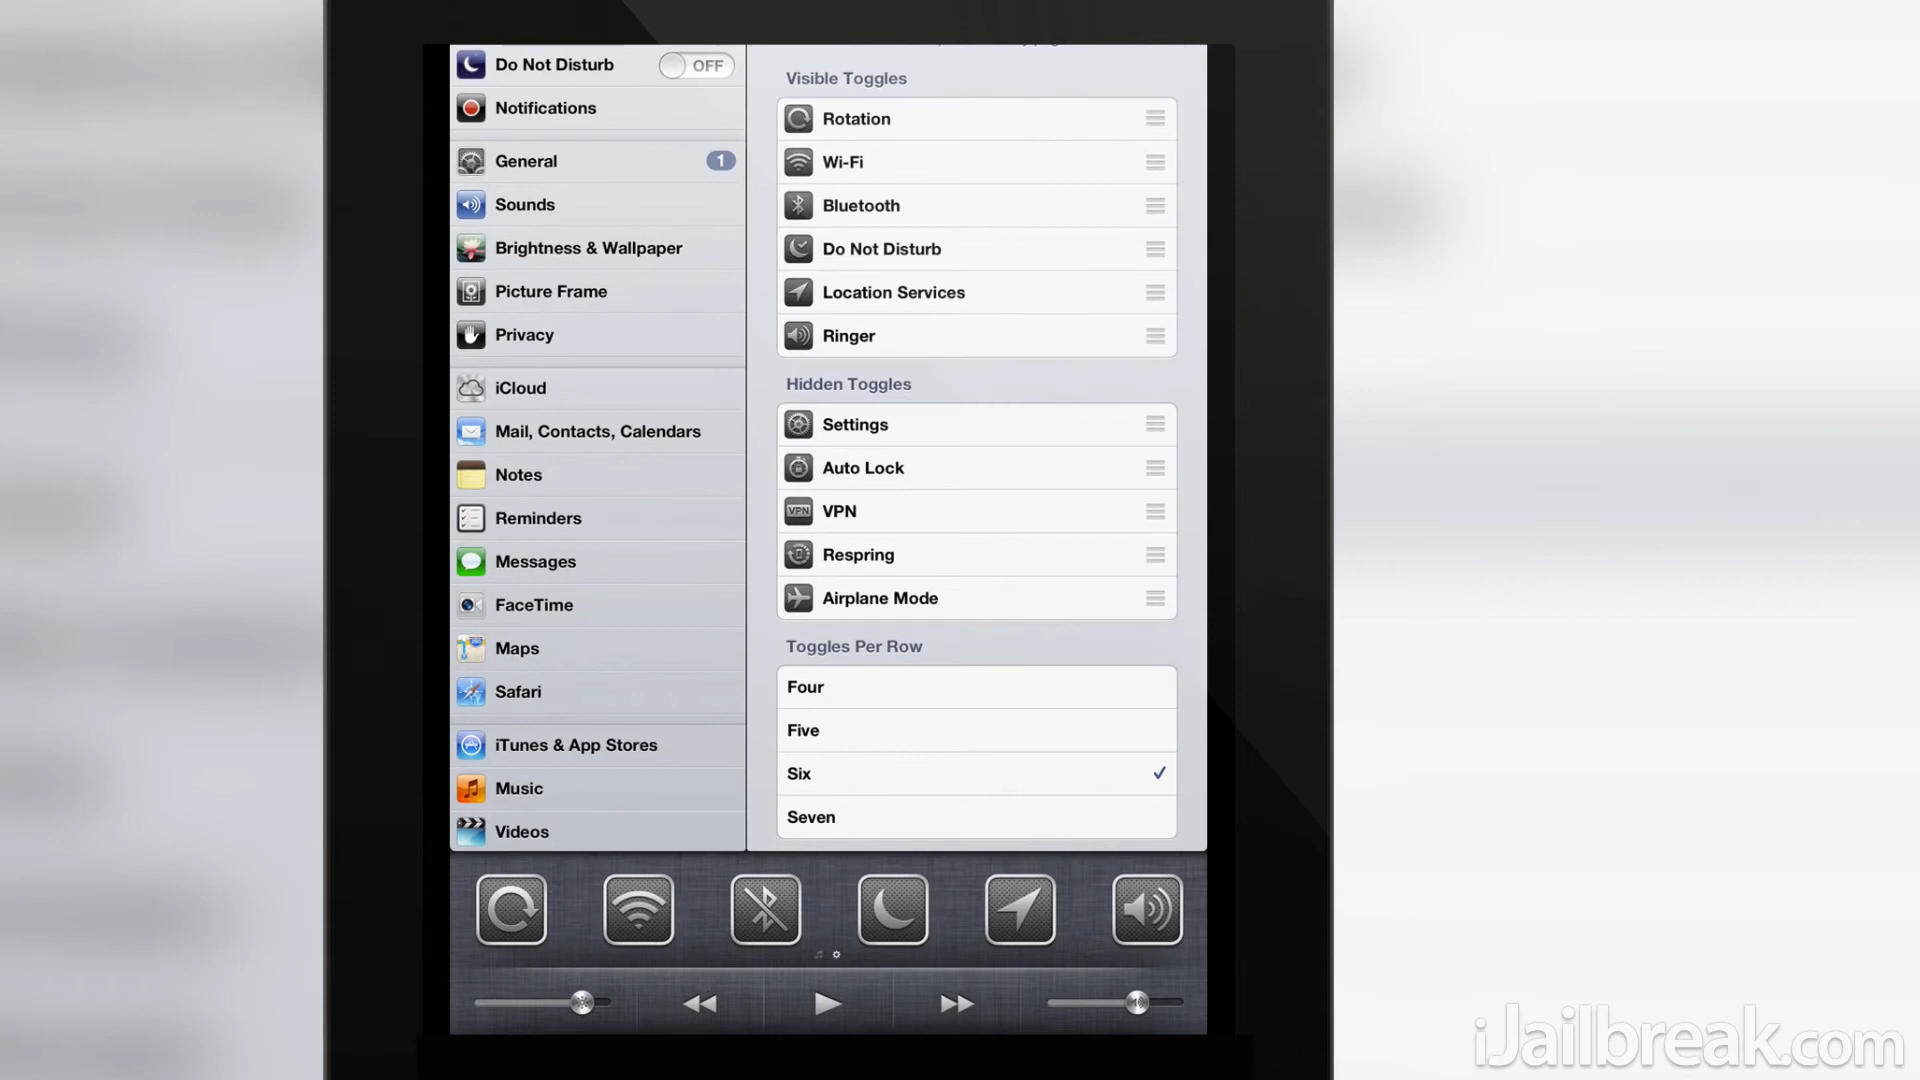 Do Not Disturb
OFF
Notifications
General
1
Sounds
Brightness & Wallpaper
Picture Frame
Privacy
iCloud
Mail, Contacts, Calendars
Notes
Reminders
Messages
FaceTime
Maps
Safari
iTunes & App Stores
Music
Videos
Visible Toggles
Rotation
Wi-Fi
Bluetooth
Do Not Disturb
Location Services
Ringer
Hidden Toggles
Settings
Auto Lock
VPN
VPN
Respring
Airplane Mode
Toggles Per Row
Four
Five
Six
Seven
iJailbreak.com